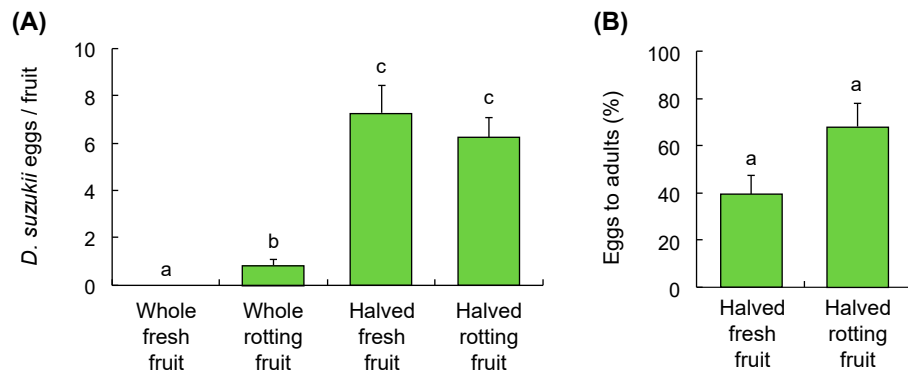 (A)
D. suzukii eggs / fruit
10
8
6
4
2
0
a
b
c
c
Whole
fresh
fruit
Whole
rotting
fruit
Halved
fresh
fruit
Halved
rotting
fruit
(B)
Eggs to adults (%)
100
80
60
40
20
0
a
a
Halved
fresh
fruit
Halved
rotting
fruit